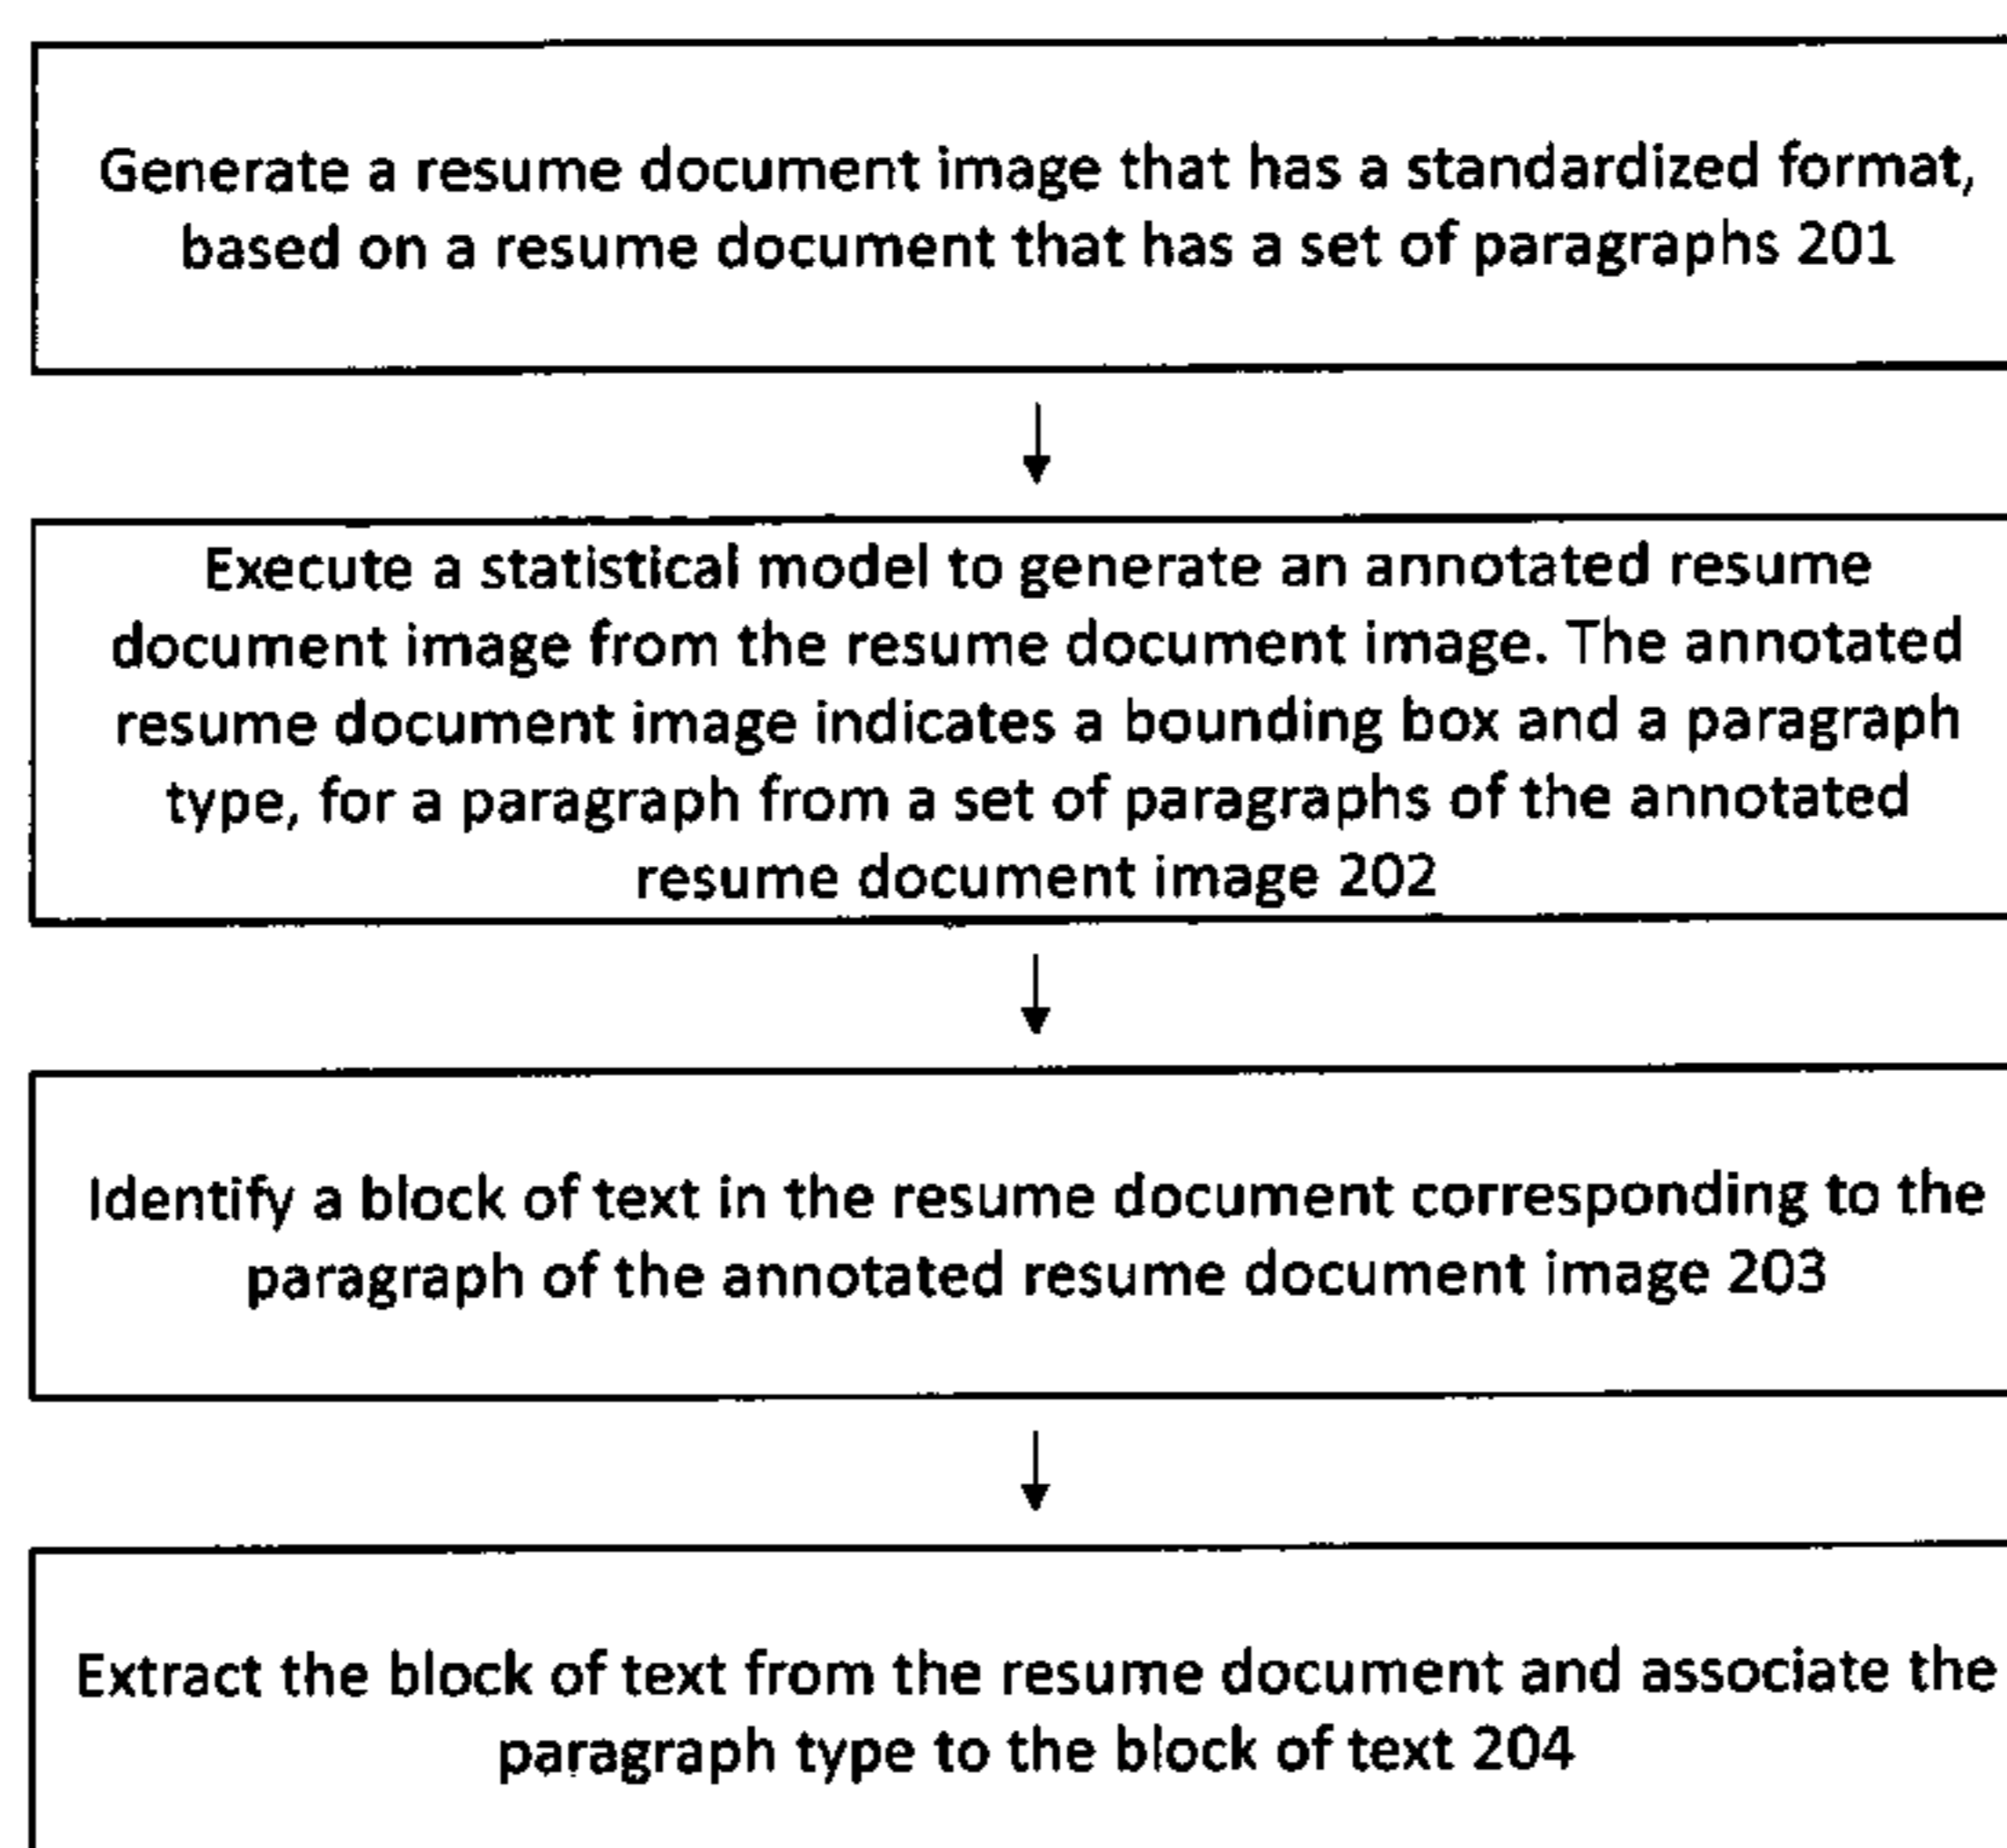 Generate a resume document image that has a standardized format,
based on a resume document that has a set of paragraphs 201
Execute a statistical model to generate an annotated resume
document image from the resume document image. The annotated
resume document image indicates a bounding box and a paragraph
type, for a paragraph from a set of paragraphs of the annotated
resume document image 202
Identify a block of text in the resume document corresponding to the
paragraph of the annotated resume document image 203
Extract the block of text from the resume document and associate the
paragraph type to the block of text 204